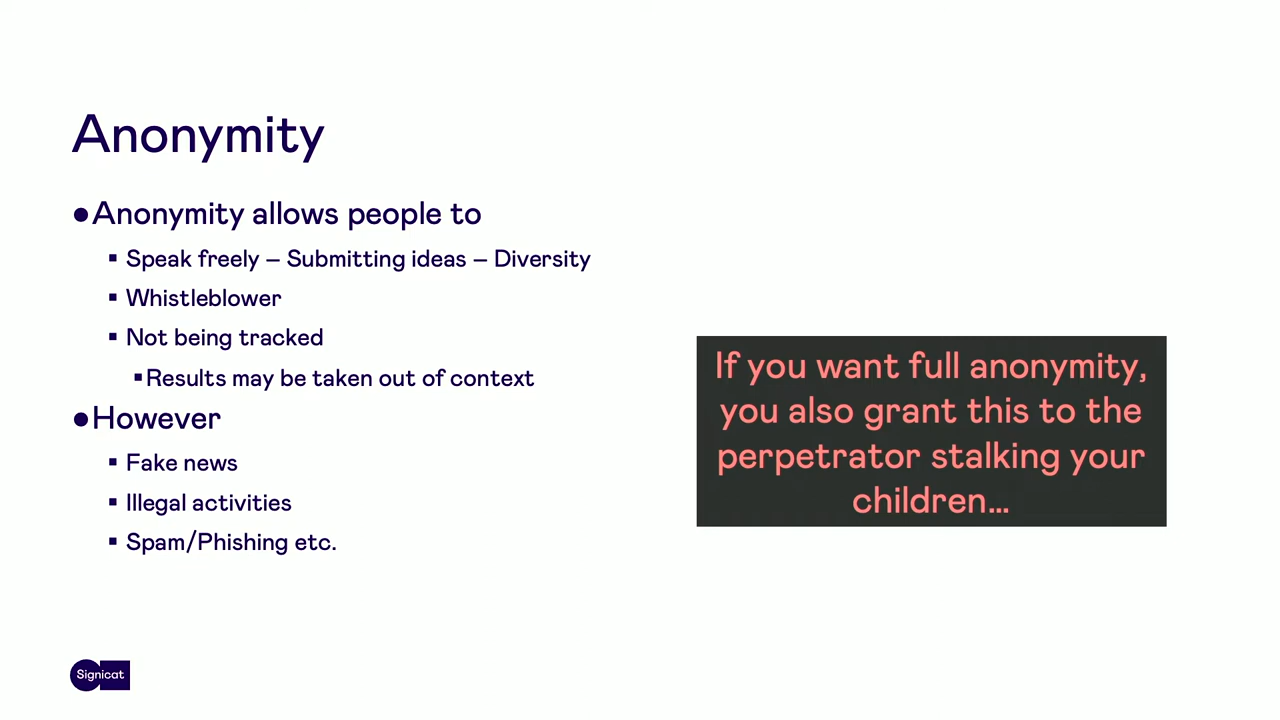 Anonymity
●Anonymity allows people to
▪ Speak freely – Submitting ideas – Diversity
▪ Whistleblower
▪ Not being tracked
▪Results may be taken out of context
●However
▪ Fake news
▪ Illegal activities
▪ Spam/Phishing etc.
If you want full anonymity,
you also grant this to the
perpetrator stalking your
children...
Signicat